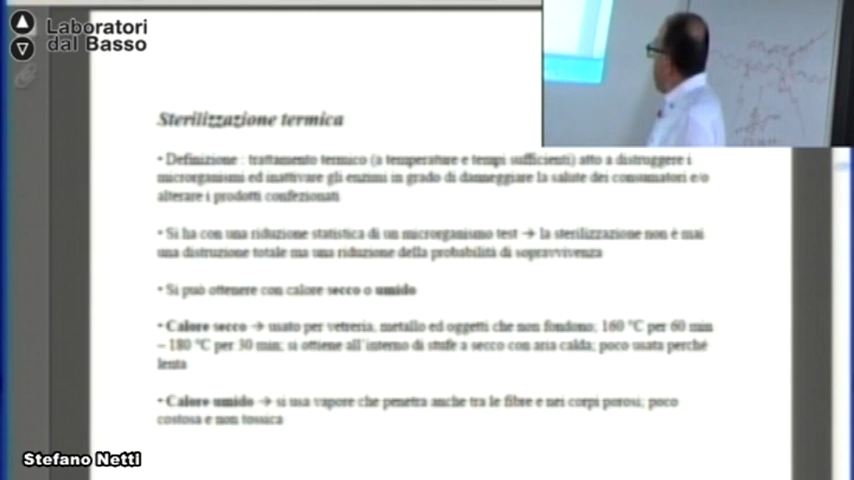 Laboratori
dal Basso
Sterilizzazione termica
• Definizione : trattamento termico (a temperature e tempi sufficienti) atto a distruggere i
microrganismi ed inattivare gli enzimi in grado di danneggiare la salute dei consumatori e/o
alterare i prodotti confezionati
• Si ha con una riduzione statistica di un microrganismo test → la sterilizzazione non è mai
una distruzione totale ma una riduzione della probabilità di sopravvivenza
• Si può ottenere con calore secco o umido
• Calore secco → usato per vetreria, metallo ed oggetti che non fondono; 160 °C per 60 min
– 180 °C per 30 min; si ottiene all'interno di stufe a secco con aria calda; poco usata perché
lenta
• Calore umido → si usa vapore che penetra anche tra le fibre e nei corpi porosi; poco
costosa e non tossica
Stefano Netti